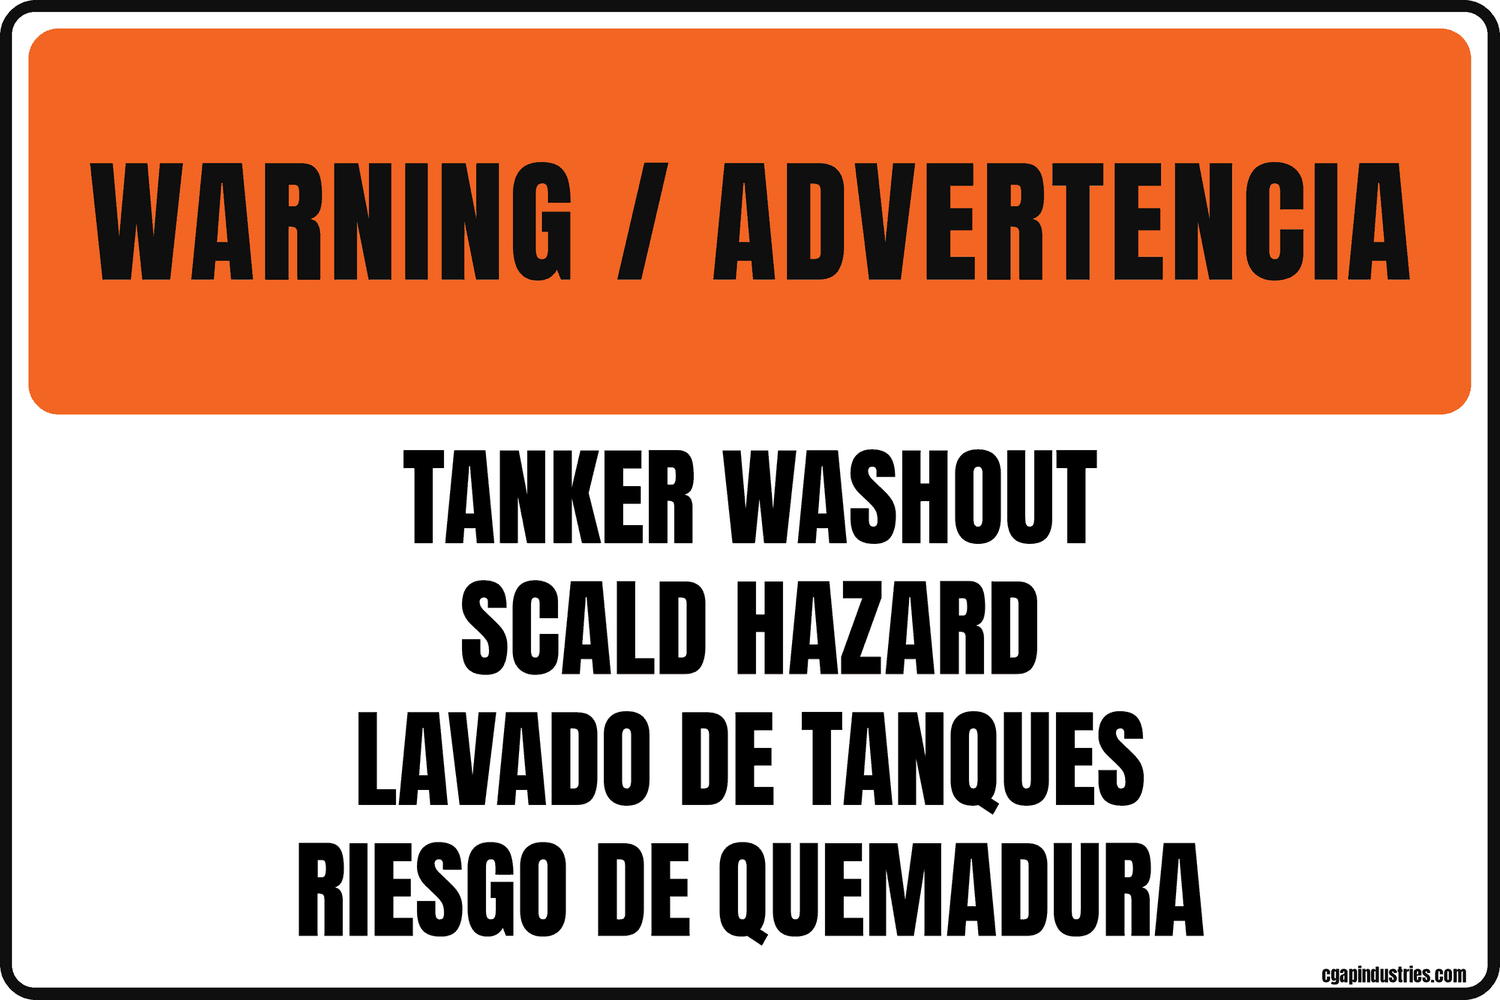 WARNING / ADVERTENCIA
TANKER WASHOUT
SCALD HAZARD
LAVADO DE TANQUES
RIESGO DE QUEMADURA
cgapindustries.com